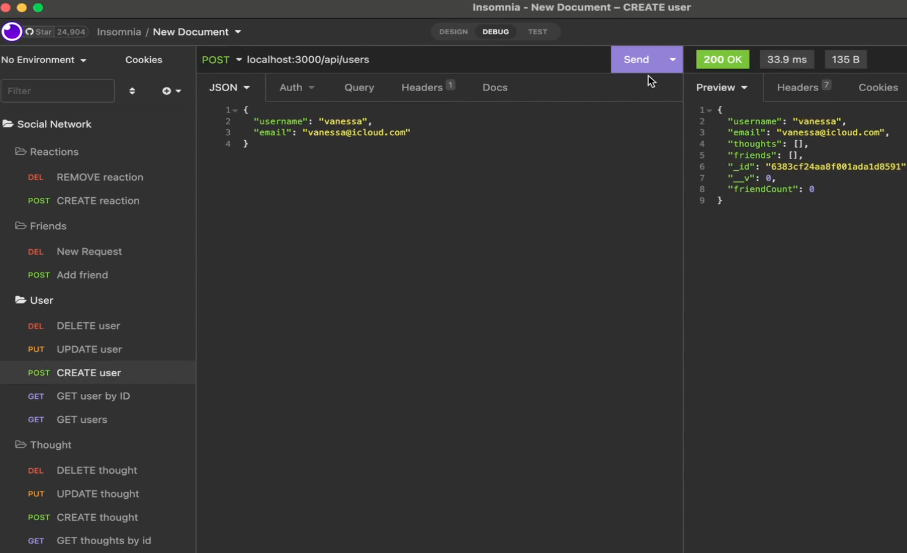 Insomnia - New Document – CREATE user
Star 24,904 Insomnia / New Document DESIGN DEBUG TEST
No Environment Cookies
POST localhost:3000/api/users Send 200 OK 33.9 ms 135 B
Filter
JSON Auth Query Headers 1 Docs
Preview Headers 7 Cookies
Social Network
Reactions
DEL REMOVE reaction
POST CREATE reaction
Friends
DEL New Request
POST Add friend
User
DEL DELETE user
PUT UPDATE user
POST CREATE user
GET GET user by ID
GET GET users
Thought
DEL DELETE thought
PUT UPDATE thought
POST CREATE thought
GET GET thoughts by id
1 {
2 "username": "vanessa",
3 "email": "vanessa@icloud.com"
4 }
1 {
2 "username": "vanessa",
3 "email": "vanessa@icloud.com",
4 "thoughts": [],
5 "friends": [],
6 "_id": "6383cf24aa8f001ada1d8591"
7 "__v": 0,
8 "friendCount": 0
9 }